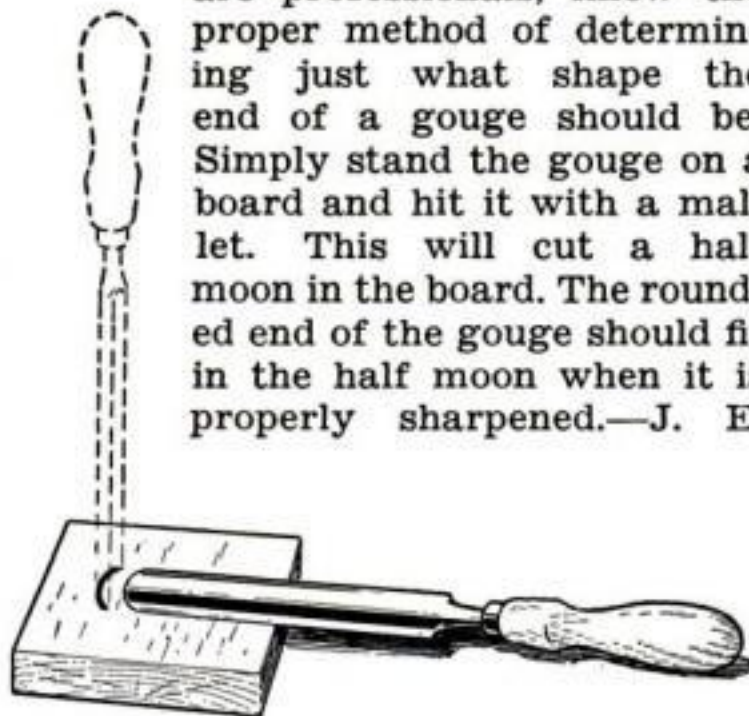 proper method of determin
ing just what shape the
end of a gouge should be
Simply stand the gouge on a
board and hit it with a mal
let. This will cut a hal
moon in the board. The round
ed end of the gouge should fi
in the half moon when it i
properly sharpened.—J. E